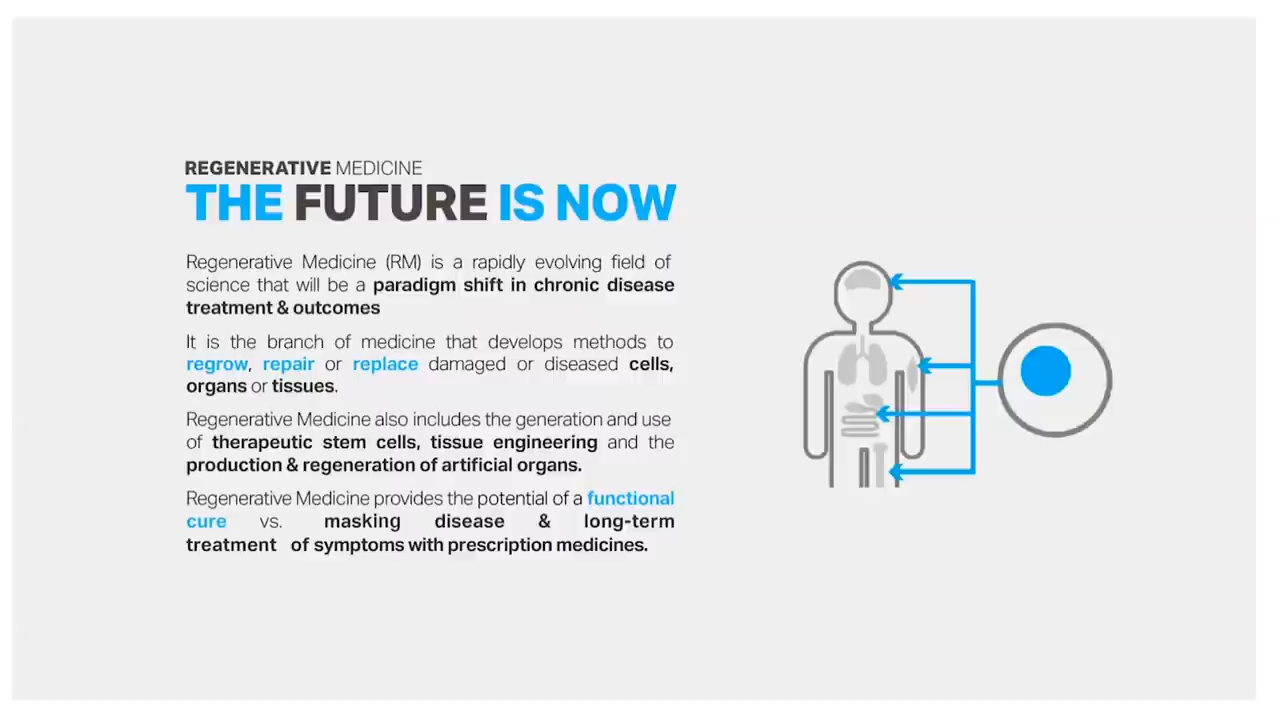 REGENERATIVE MEDICINE
THE FUTURE IS NOW
Regenerative Medicine (RM) is a rapidly evolving field of
science that will be a paradigm shift in chronic disease
treatment & outcomes
It is the branch of medicine that develops methods to
regrow, repair or replace damaged or diseased cells,
organs or tissues.
Regenerative Medicine also includes the generation and use
of therapeutic stem cells, tissue engineering and the
production & regeneration of artificial organs.
Regenerative Medicine provides the potential of a functional
cure vs. masking disease & long-term
treatment of symptoms with prescription medicines.